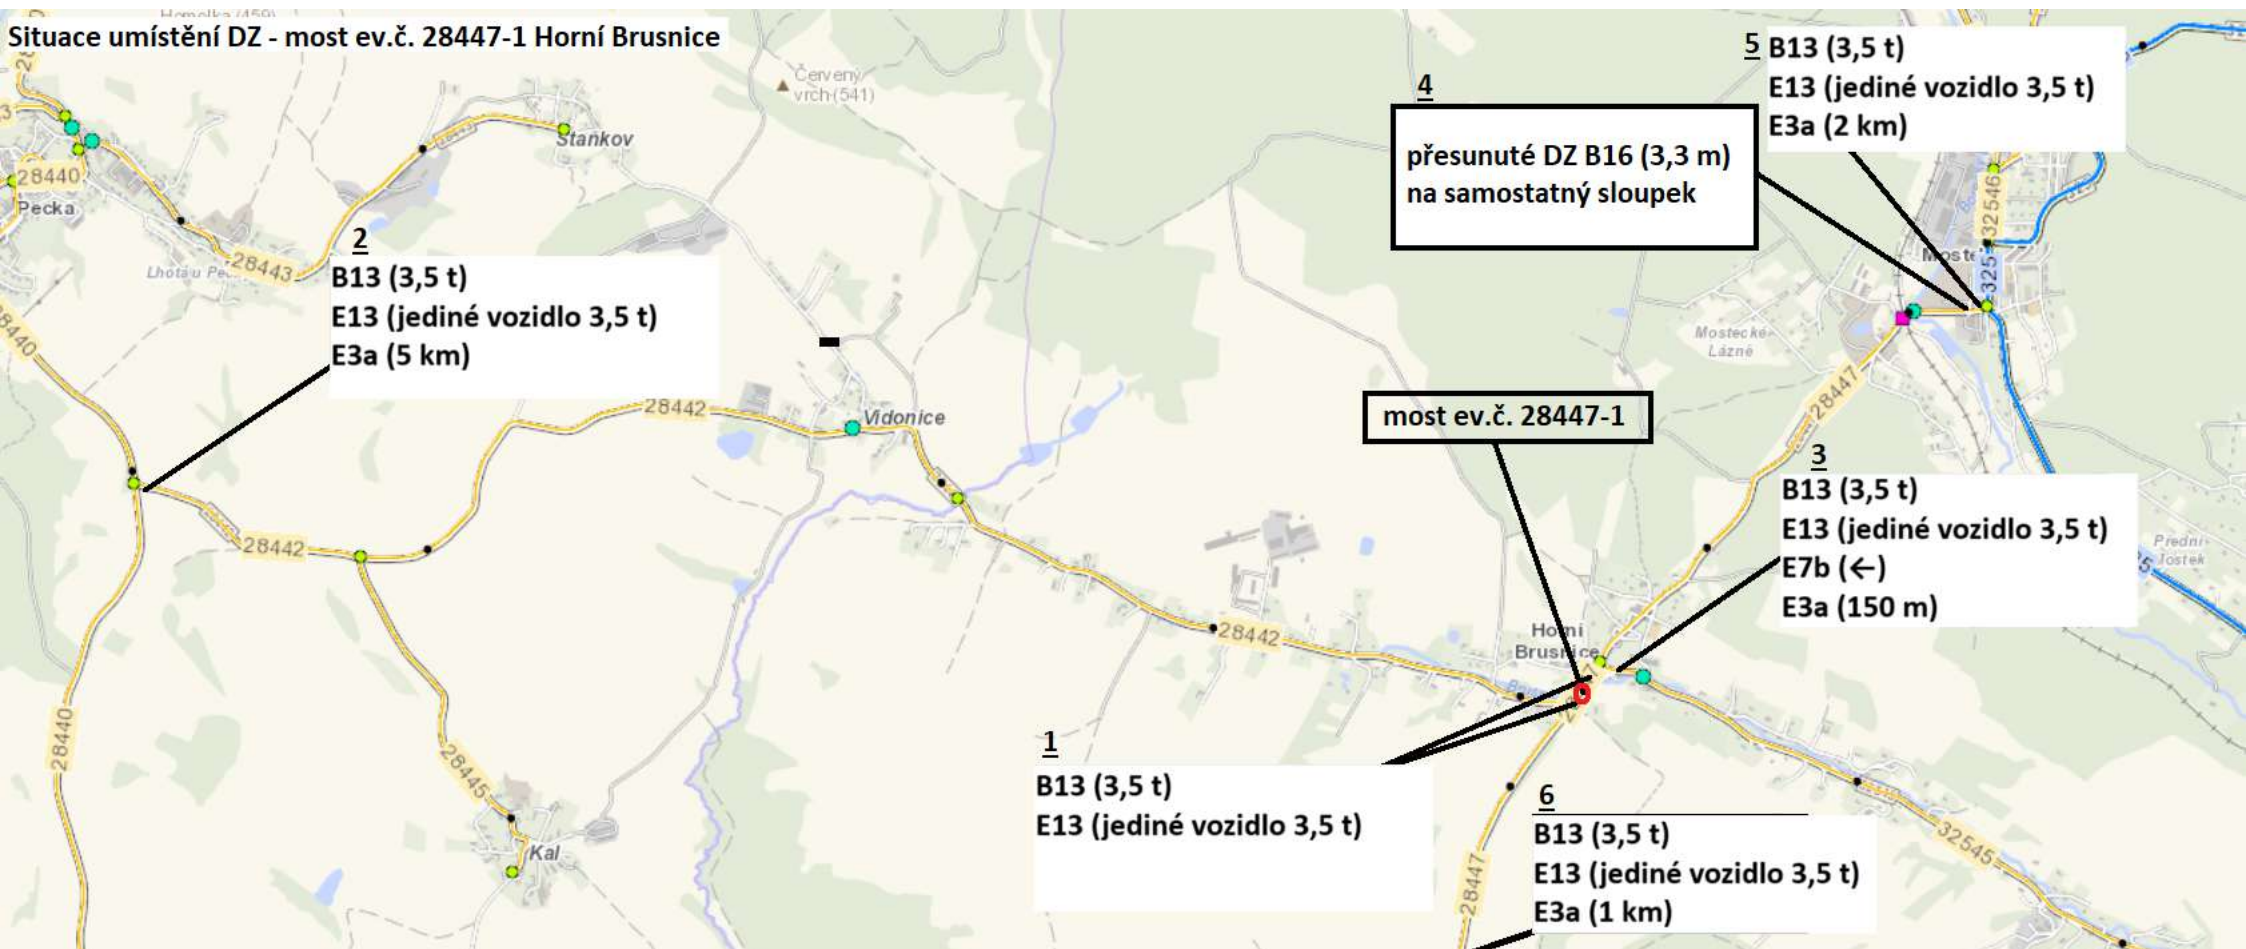 Homolka (459)
Situace umístění DZ - most ev.č. 28447-1 Horní Brusnice
Červený
vrch (541)
Stankov
28440
Pecka
28443
2
B13 (3,5 t)
E13 (jediné vozidlo 3,5 t)
E3a (5 km)
4
přesunuté DZ B16 (3,3 m)
na samostatný sloupek
5
B13 (3,5 t)
E13 (jediné vozidlo 3,5 t)
E3a (2 km)
32546
325
Mostecké
Lázně
28440
28442
Vidonice
most ev.č. 28447-1
28447
3
B13 (3,5 t)
E13 (jediné vozidlo 3,5 t)
E7b (←)
E3a (150 m)
Přední
28442
28442
Horní
Brusnice
28440
28445
Kal
1
B13 (3,5 t)
E13 (jediné vozidlo 3,5 t)
28447
6
B13 (3,5 t)
E13 (jediné vozidlo 3,5 t)
E3a (1 km)
32545